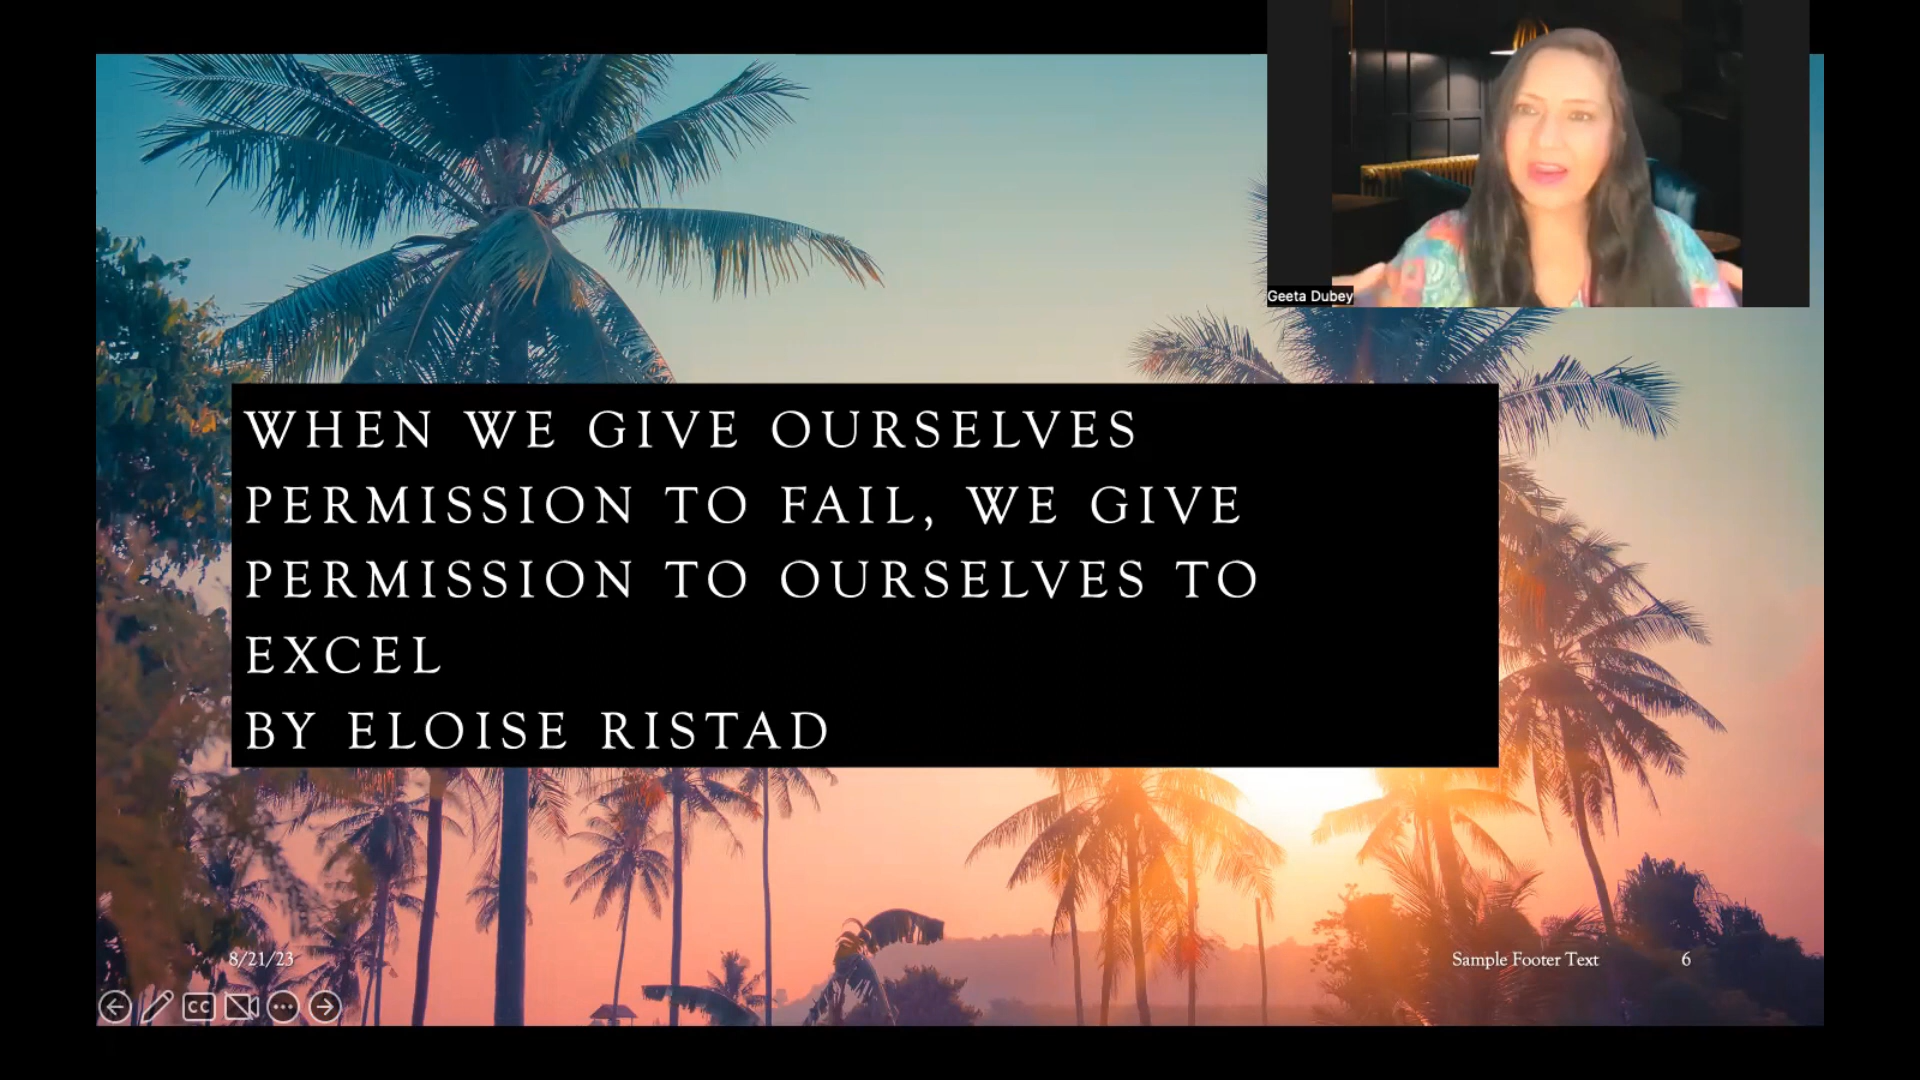 Geeta Dubey
WHEN WE GIVE OURSELVES
PERMISSION TO FAIL, WE GIVE
PERMISSION TO OURSELVES TO
EXCEL
BY ELOISE RISTAD
8/21/23
Sample Footer Text
6
CC